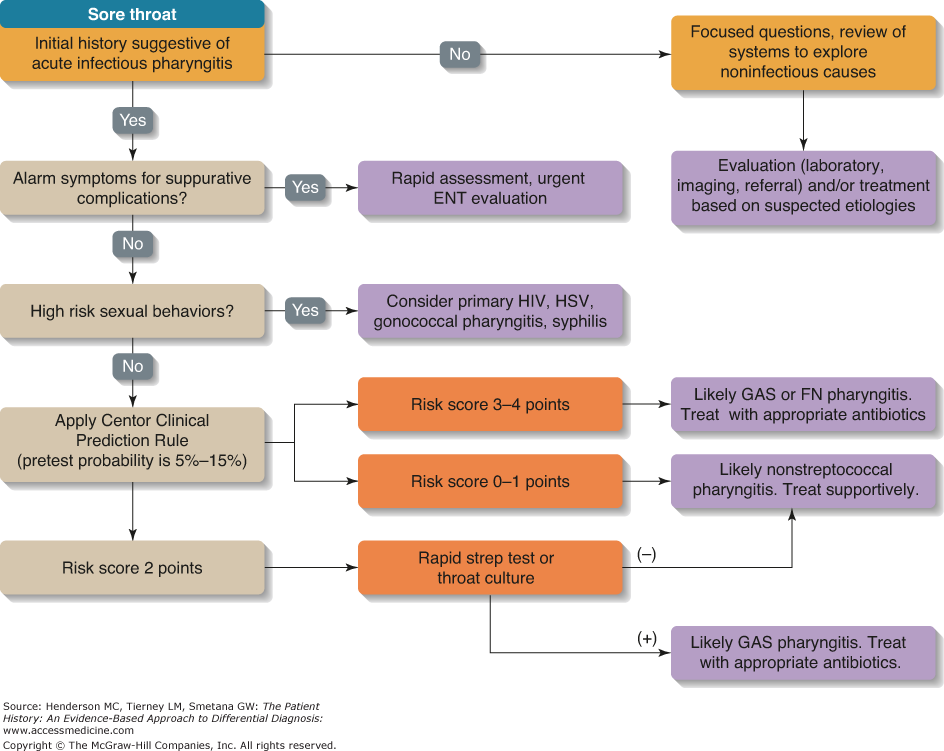 Sore throat
Initial history suggestive of
acute infectious pharyngitis
No
Focused questions, review of
systems to explore
noninfectious causes
Yes
Alarm symptoms for suppurative
complications?
Yes
Rapid assessment, urgent
ENT evaluation
Evaluation (laboratory,
imaging, referral) and/or treatment
based on suspected etiologies
No
High risk sexual behaviors?
Yes
Consider primary HIV, HSV,
gonococcal pharyngitis, syphilis
No
Apply Centor Clinical
Prediction Rule
(pretest probability is 5%–15%)
Risk score 3–4 points
Likely GAS or FN pharyngitis.
Treat with appropriate antibiotics
Risk score 0–1 points
Likely nonstreptococcal
pharyngitis. Treat supportively.
Risk score 2 points
Rapid strep test or
throat culture
(–)
(+)
Likely GAS pharyngitis. Treat
with appropriate antibiotics.
Source: Henderson MC, Tierney LM, Smetana GW: The Patient
History: An Evidence-Based Approach to Differential Diagnosis:
www.accessmedicine.com
Copyright © The McGraw-Hill Companies, Inc. All rights reserved.